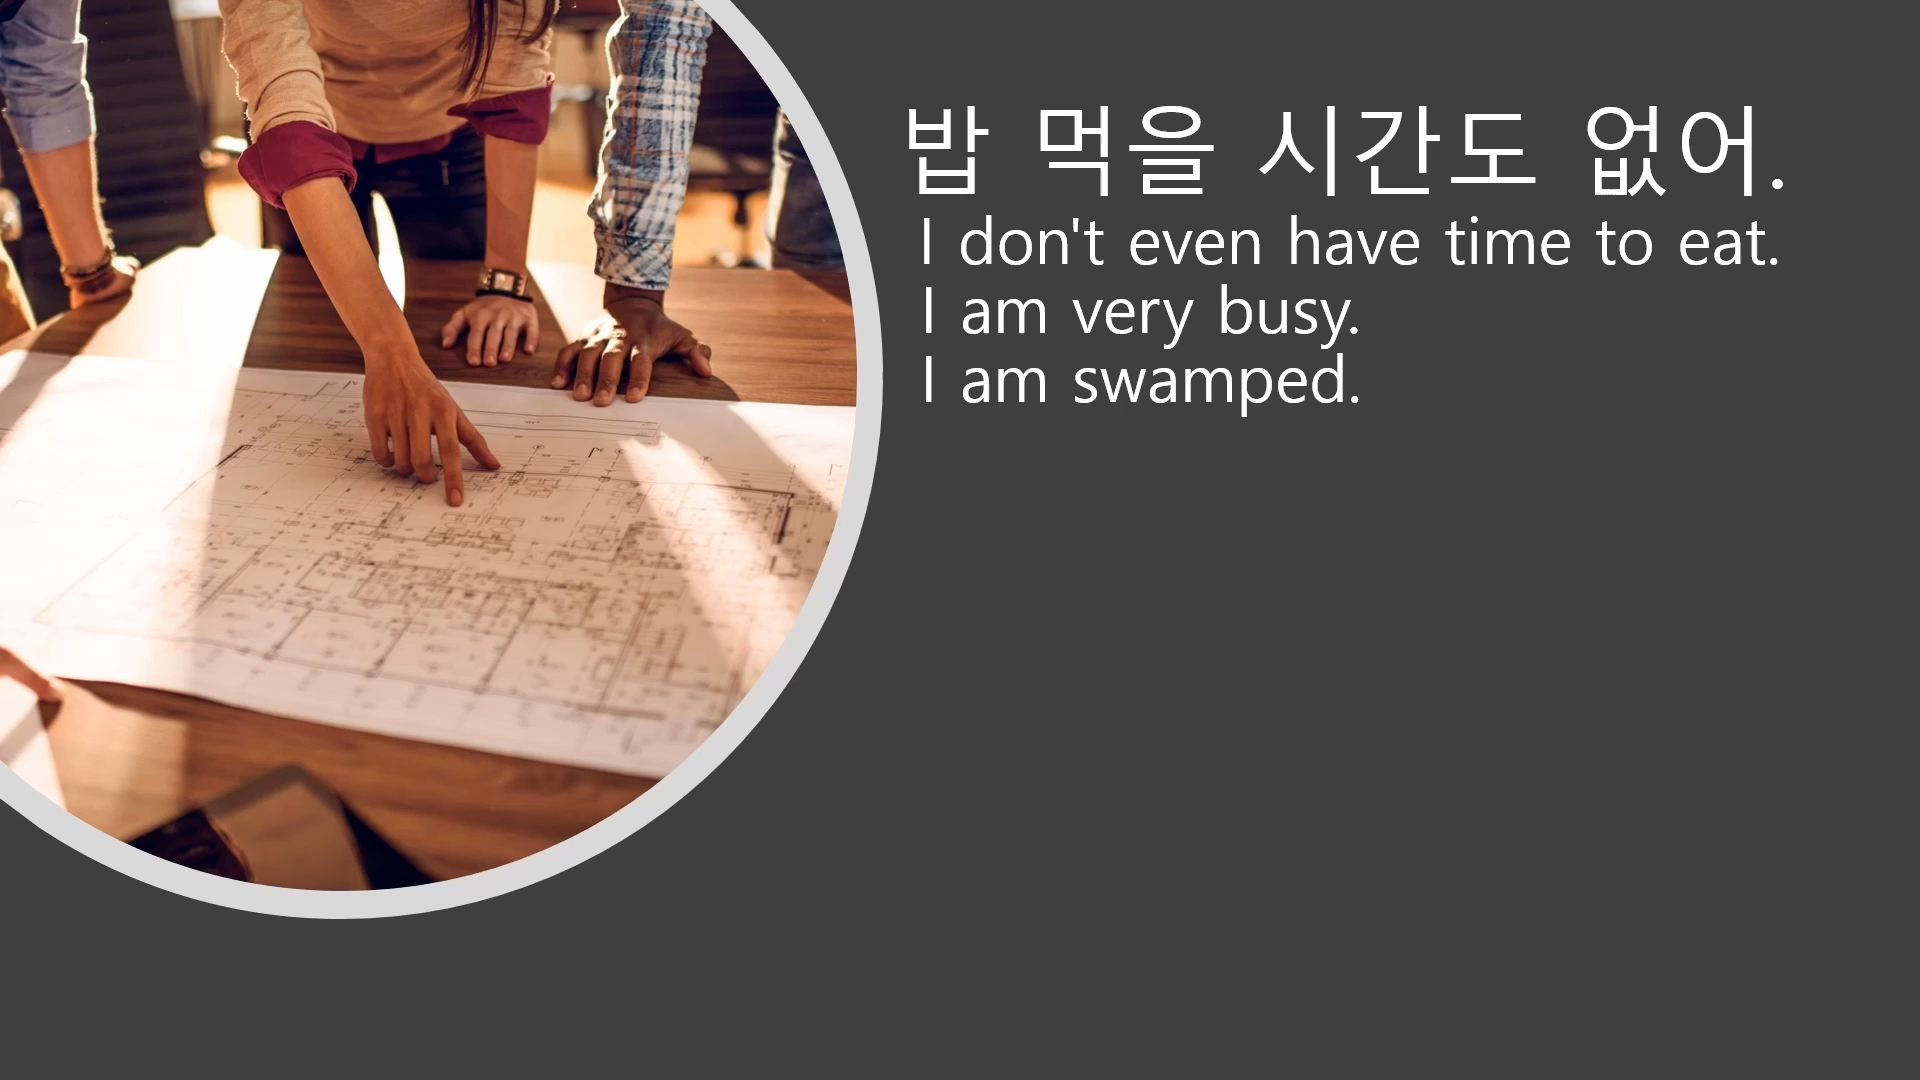 밥 먹을 시간도 없어.
I don't even have time to eat.
I am very busy.
I am swamped.